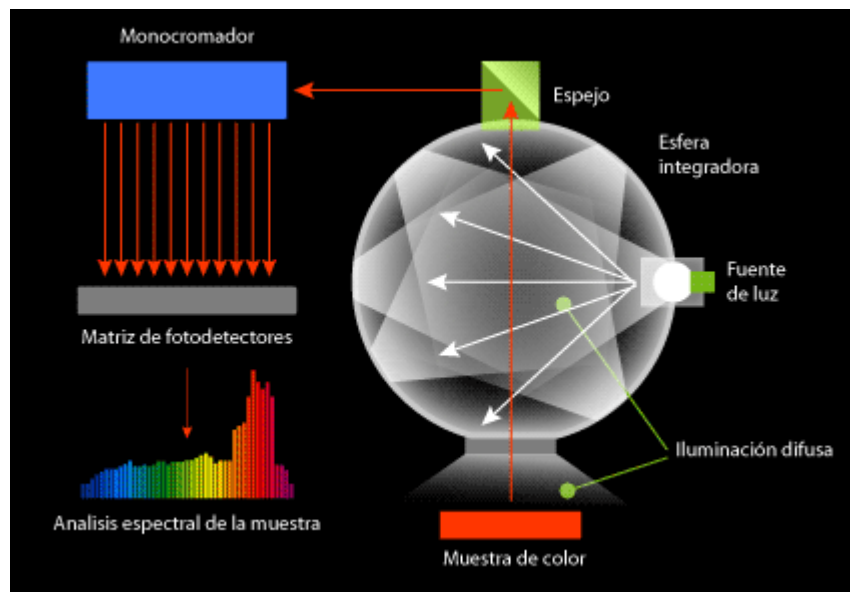 Monocromador
Espejo
Esfera
integradora
Fuente
de luz
Matriz de fotodetectores
Iluminación difusa
Analisis espectral de la muestra
Muestra de color